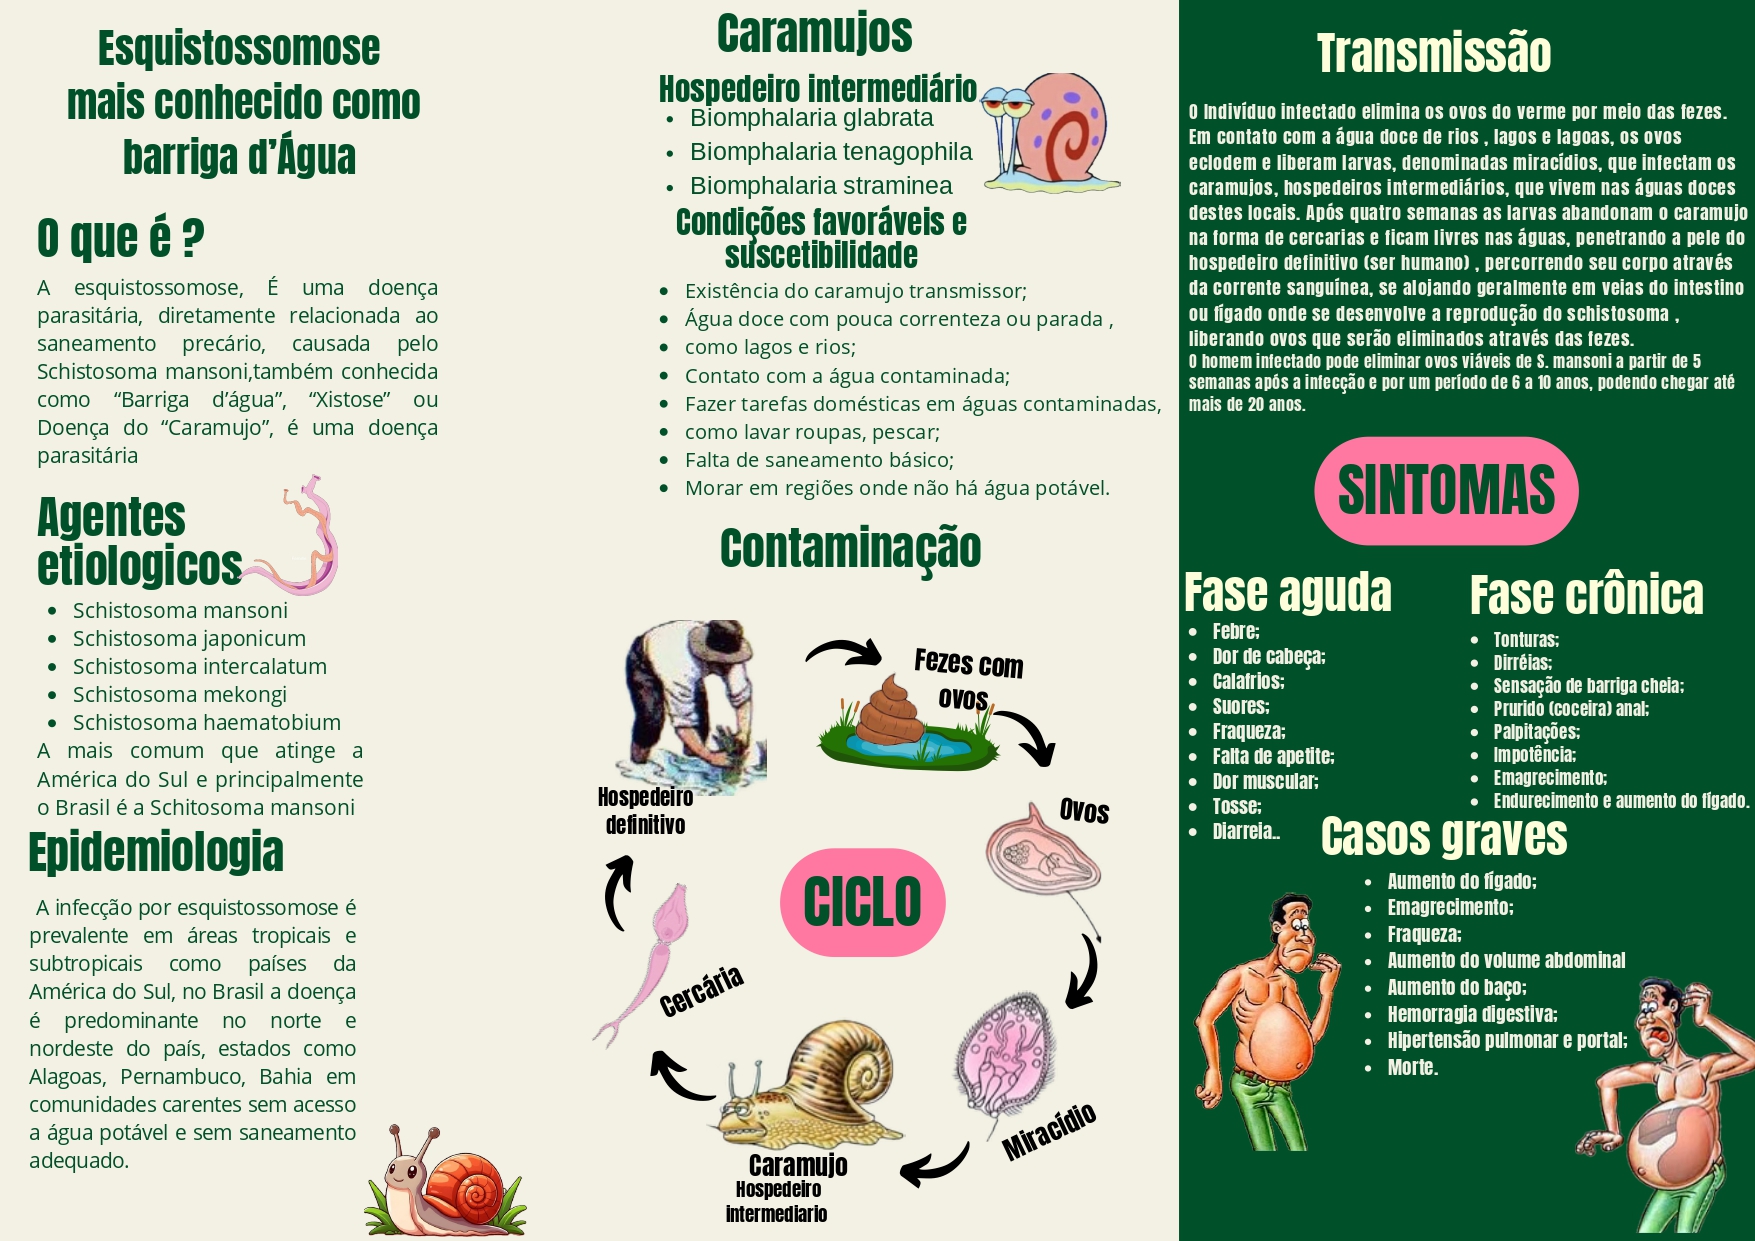 Esquistossomose
mais conhecido como
barriga d’Água
O que é ?
A esquistossomose, É uma doença
parasitária, diretamente relacionada ao
saneamento precário, causada pelo
Schistosoma mansoni,também conhecida
como “Barriga d’água”, “Xistose” ou
Doença do “Caramujo”, é uma doença
parasitária
Agentes
etiologicos
• Schistosoma mansoni
• Schistosoma japonicum
• Schistosoma intercalatum
• Schistosoma mekongi
• Schistosoma haematobium
A mais comum que atinge a
América do Sul e principalmente
o Brasil é a Schitosoma mansoni
Epidemiologia
A infecção por esquistossomose é
prevalente em áreas tropicais e
subtropicais como países da
América do Sul, no Brasil a doença
é predominante no norte e
nordeste do país, estados como
Alagoas, Pernambuco, Bahia em
comunidades carentes sem acesso
a água potável e sem saneamento
adequado.
Caramujos
Hospedeiro intermediário
• Biomphalaria glabrata
• Biomphalaria tenagophila
• Biomphalaria straminea
Condições favoráveis e
suscetibilidade
• Existência do caramujo transmissor;
• Água doce com pouca correnteza ou parada ,
• como lagos e rios;
• Contato com a água contaminada;
• Fazer tarefas domésticas em águas contaminadas,
• como lavar roupas, pescar;
• Falta de saneamento básico;
• Morar em regiões onde não há água potável.
Contaminação
Fezes com
ovos
Ovos
Hospedeiro
definitivo
CICLO
Cercária
Miracídio
Caramujo
Hospedeiro
intermediario
Transmissão
O Indivíduo infectado elimina os ovos do verme por meio das fezes.
Em contato com a água doce de rios , lagos e lagoas, os ovos
eclodem e liberam larvas, denominadas miracídios, que infectam os
caramujos, hospedeiros intermediários, que vivem nas águas doces
destes locais. Após quatro semanas as larvas abandonam o caramujo
na forma de cercarias e ficam livres nas águas, penetrando a pele do
hospedeiro definitivo (ser humano) , percorrendo seu corpo através
da corrente sanguínea, se alojando geralmente em veias do intestino
ou fígado onde se desenvolve a reprodução do schistosoma ,
liberando ovos que serão eliminados através das fezes.
O homem infectado pode eliminar ovos viáveis de S. mansoni a partir de 5
semanas após a infecção e por um período de 6 a 10 anos, podendo chegar até
mais de 20 anos.
SINTOMAS
Fase aguda
• Febre;
• Dor de cabeça;
• Calafrios;
• Suores;
• Fraqueza;
• Falta de apetite;
• Dor muscular;
• Tosse;
• Diarreia..
Fase crônica
• Tonturas;
• Dirréias;
• Sensação de barriga cheia;
• Prurido (coceira) anal;
• Palpitações;
• Impotência;
• Emagrecimento;
• Endurecimento e aumento do fígado.
Casos graves
• Aumento do fígado;
• Emagrecimento;
• Fraqueza;
• Aumento do volume abdominal
• Aumento do baço;
• Hemorragia digestiva;
• Hipertensão pulmonar e portal;
• Morte.